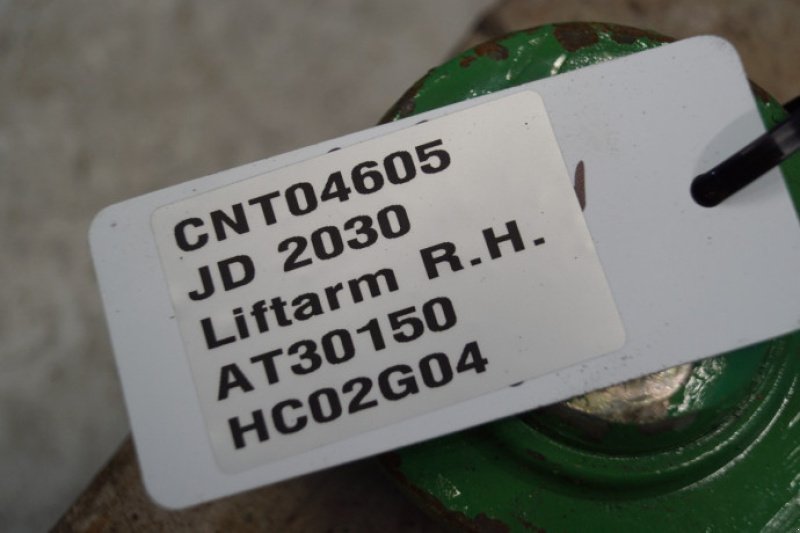 CNT04605
JD 2030
Liftarm R.H.
AT30150
HC02G04